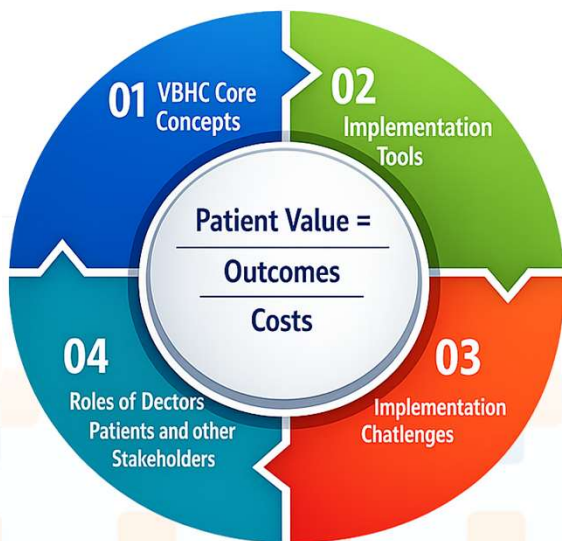 01 VBHC Core
Concepts
02
Implementation
Tools
Patient Value =
Outcomes
Costs
03
Implementation
Chatlenges
04
Roles of Dectors
Patients and other
Stakeholders